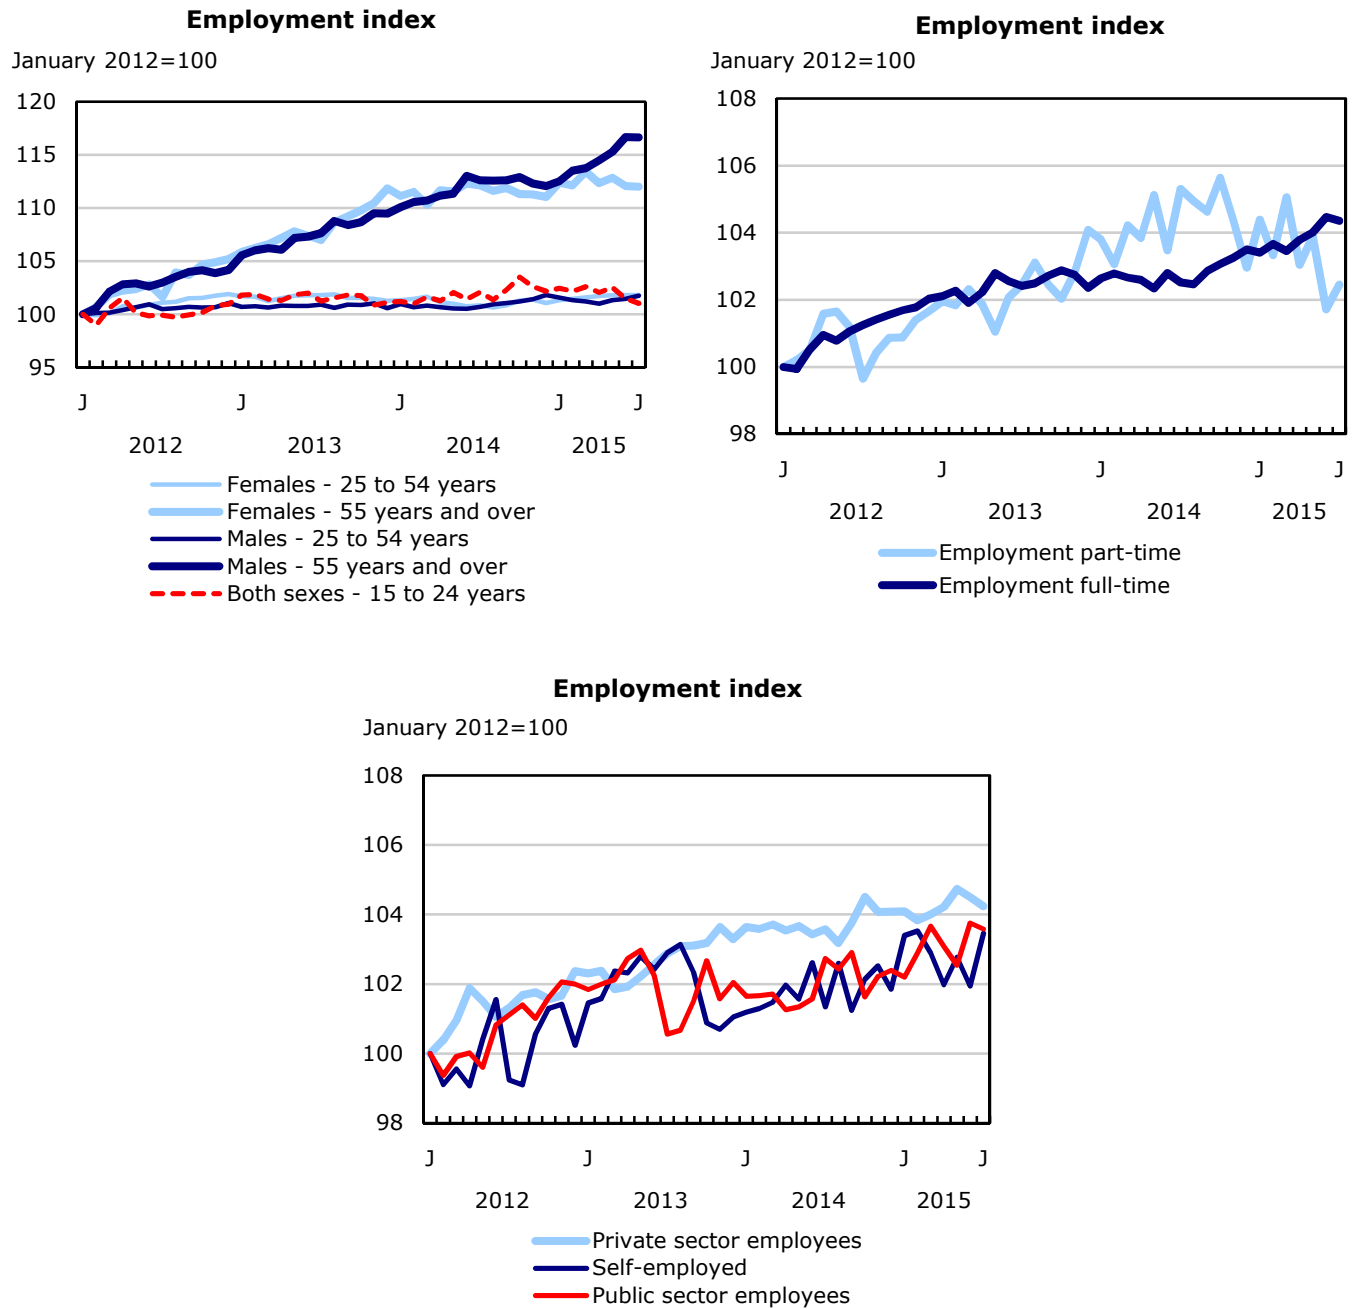 Employment index
January 2012=100
120
115
110
105
100
95
J J J J J
2012 2013 2014 2015
Females - 25 to 54 years
Females - 55 years and over
Males - 25 to 54 years
Males - 55 years and over
Both sexes - 15 to 24 years
Employment index
January 2012=100
108
106
104
102
100
98
J J J J J
2012 2013 2014 2015
Employment part-time
Employment full-time
Employment index
January 2012=100
108
106
104
102
100
98
J J J J J
2012 2013 2014 2015
Private sector employees
Self-employed
Public sector employees